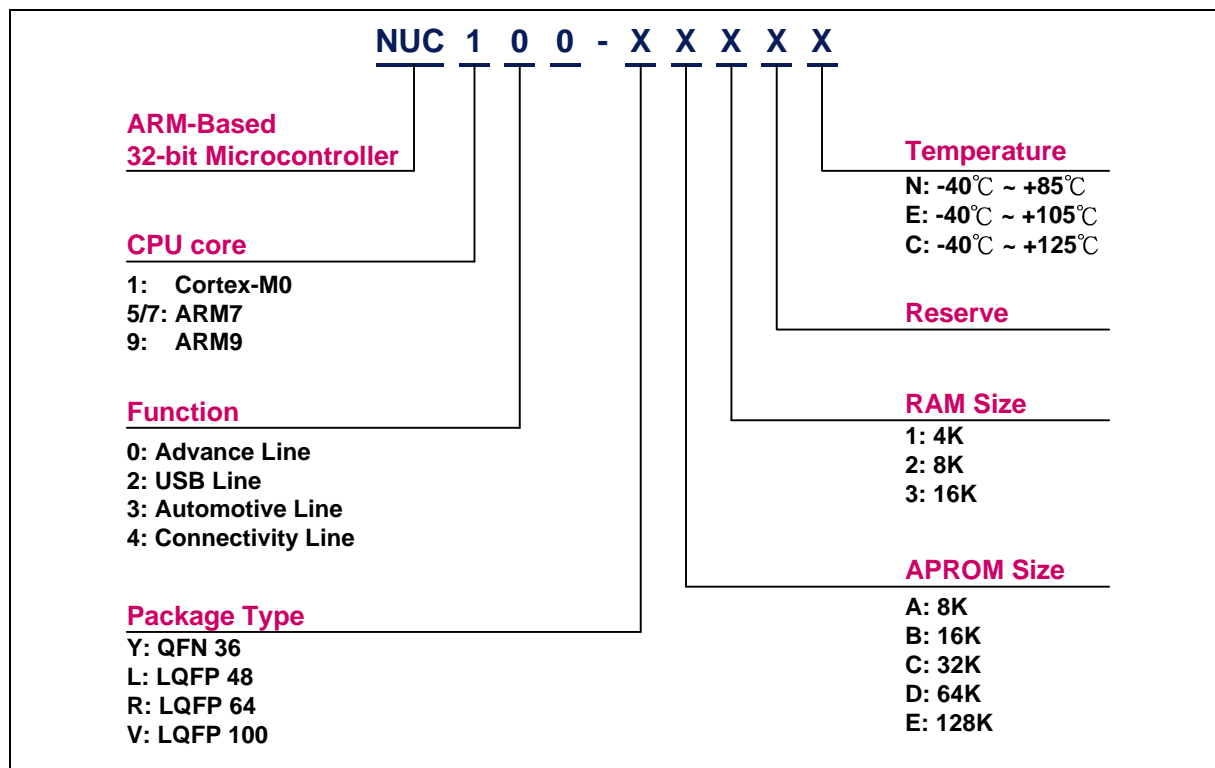 NUC 1 0 0 - X X X X X
ARM-Based
32-bit Microcontroller
CPU core
1: Cortex-M0
5/7: ARM7
9: ARM9
Function
0: Advance Line
2: USB Line
3: Automotive Line
4: Connectivity Line
Package Type
Y: QFN 36
L: LQFP 48
R: LQFP 64
V: LQFP 100
Temperature
N: -40℃ ~ +85℃
E: -40℃ ~ +105℃
C: -40℃ ~ +125℃
Reserve
RAM Size
1: 4K
2: 8K
3: 16K
APROM Size
A: 8K
B: 16K
C: 32K
D: 64K
E: 128K